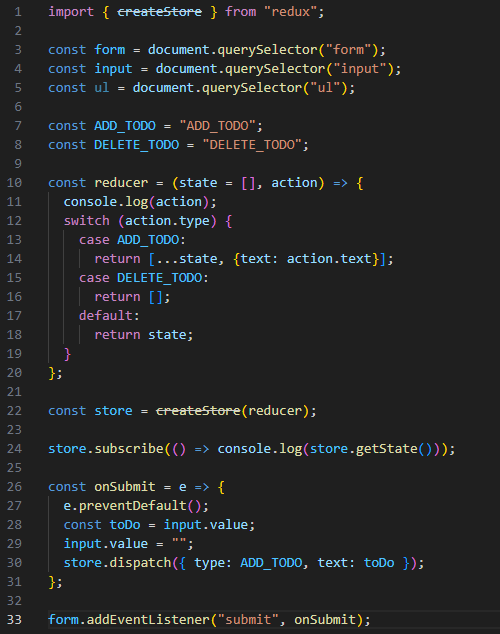 1 import { createStore } from "redux";
2
3 const form = document.querySelector("form");
4 const input = document.querySelector("input");
5 const ul = document.querySelector("ul");
6
7 const ADD_TODO = "ADD_TODO";
8 const DELETE_TODO = "DELETE_TODO";
9
10 const reducer = (state = [], action) => {
11   console.log(action);
12   switch (action.type) {
13     case ADD_TODO:
14       return [...state, {text: action.text}];
15     case DELETE_TODO:
16       return [];
17     default:
18       return state;
19   }
20 };
21
22 const store = createStore(reducer);
23
24 store.subscribe(() => console.log(store.getState()));
25
26 const onSubmit = e => {
27   e.preventDefault();
28   const toDo = input.value;
29   input.value = "";
30   store.dispatch({ type: ADD_TODO, text: toDo });
31 };
32
33 form.addEventListener("submit", onSubmit);